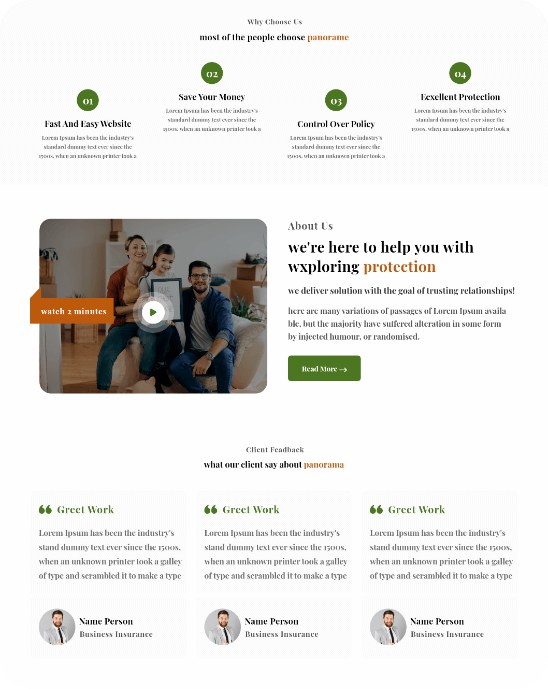 Why Choose Us
most of the people choose panorame
01
Fast And Easy Website
Lorem Ipsum has been the industry's
standard dummy text ever since the
1500s, when an unknown printer took a
02
Save Your Money
Lorem Ipsum has been the industry's
standard dummy text ever since the
1500s, when an unknown printer took a
03
Control Over Policy
Lorem Ipsum has been the industry's
standard dummy text ever since the
1500s, when an unknown printer took a
04
Eexellent Protection
Lorem Ipsum has been the industry's
standard dummy text ever since the
1500s, when an unknown printer took a
watch 2 minutes
About Us
we're here to help you with
wxploring protection
we deliver solution with the goal of trusting relationships!
here are many variations of passages of Lorem Ipsum availa
ble, but the majority have suffered alteration in some form
by injected humour, or randomised.
Read More →
Client Feadback
what our client say about panorama
Greet Work
Lorem Ipsum has been the industry's
stand dummy text ever since the 1500s,
when an unknown printer took a galley
of type and scrambled it to make a type
Name Person
Business Insurance
Greet Work
Lorem Ipsum has been the industry's
stand dummy text ever since the 1500s,
when an unknown printer took a galley
of type and scrambled it to make a type
Name Person
Business Insurance
Greet Work
Lorem Ipsum has been the industry's
stand dummy text ever since the 1500s,
when an unknown printer took a galley
of type and scrambled it to make a type
Name Person
Business Insurance